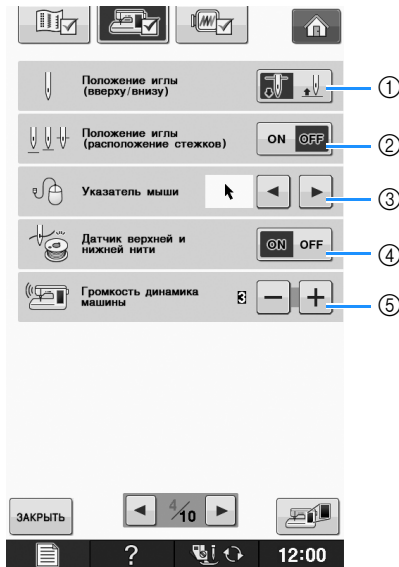 Положение иглы
(вверху/внизу)
①
Положение иглы
(расположение стежков)
ON OFF
②
Указатель мыши
③
Датчик верхней и
нижней нити
ON OFF
④
Громкость динамика
машины
3
− +
⑤
ЗАКРЫТЬ
4/10
?
12:00